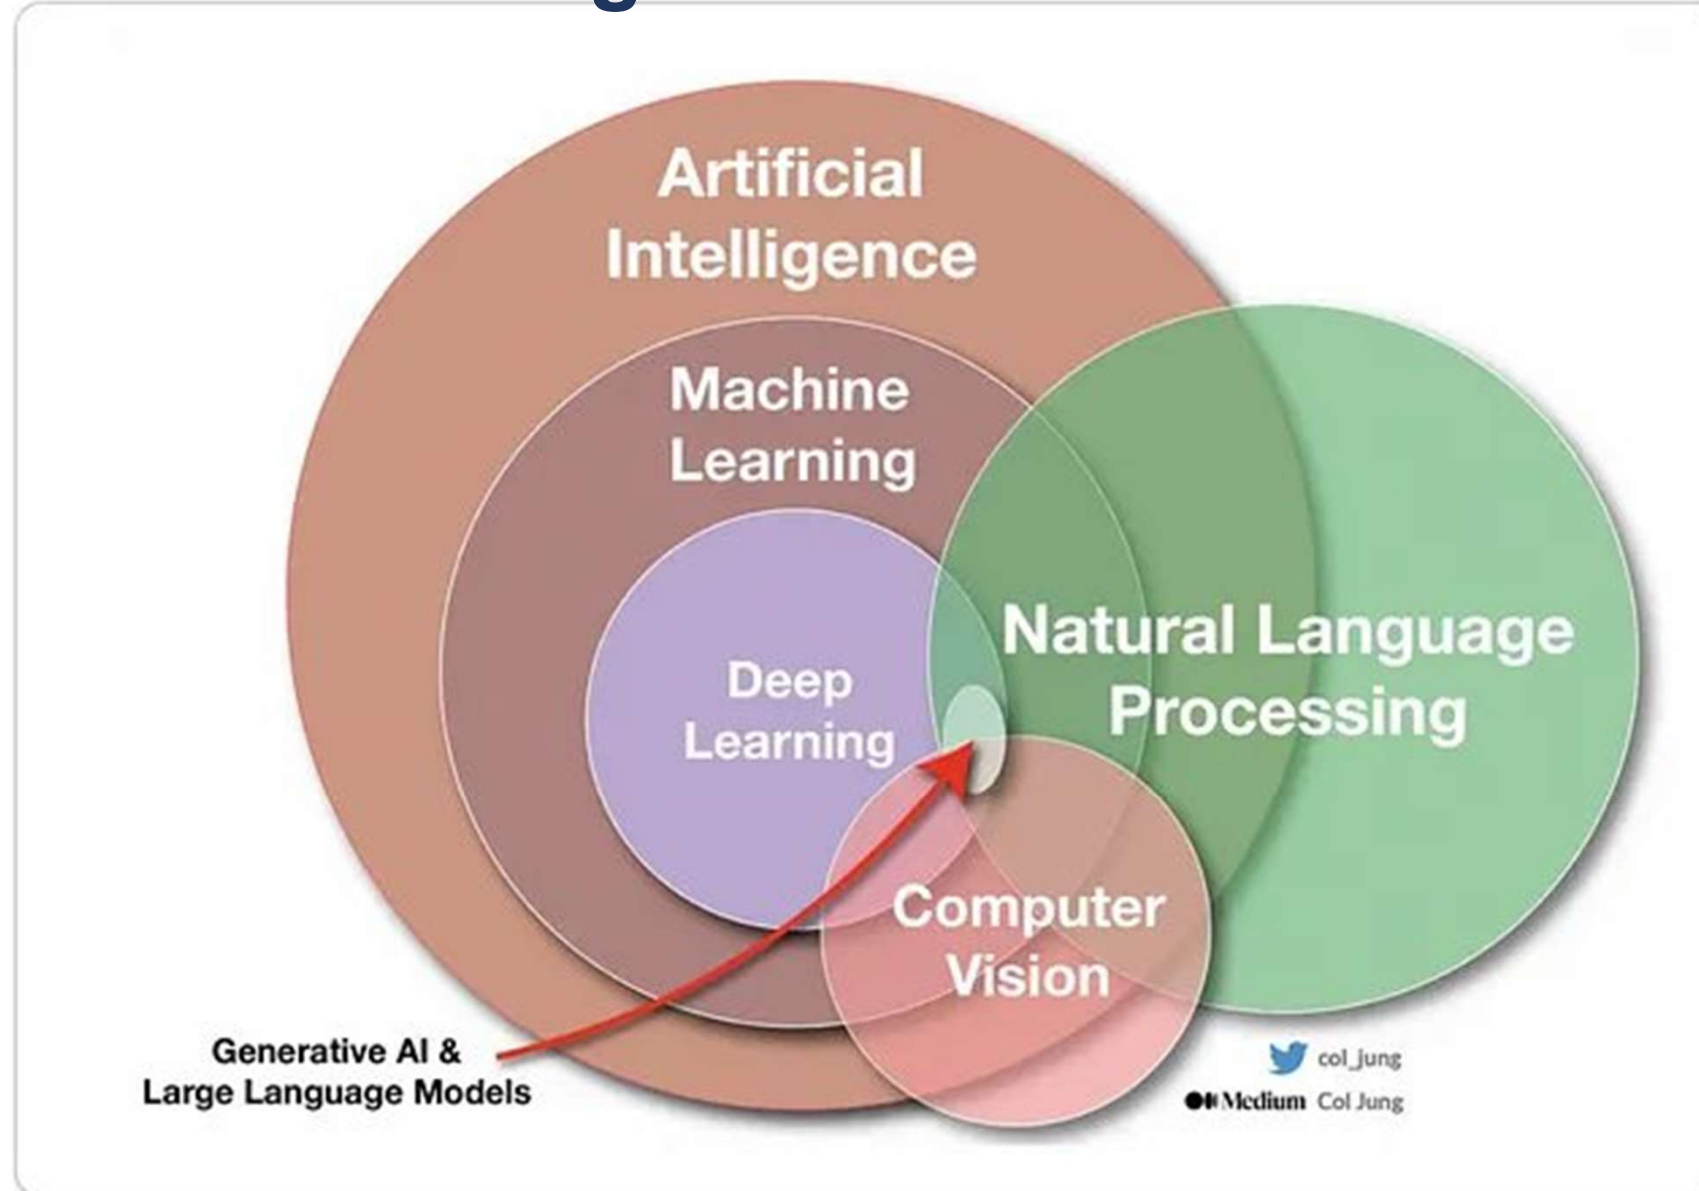 Artificial
Intelligence
Machine
Learning
Deep
Learning
Natural Language
Processing
Computer
Vision
Generative AI &
Large Language Models
col_jung
Medium Col Jung